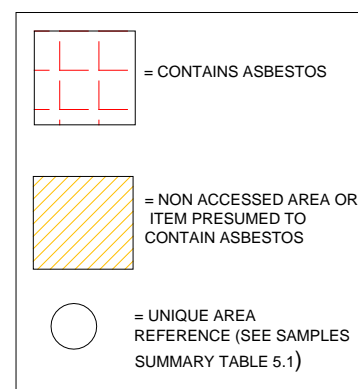 = CONTAINS ASBESTOS
= NON ACCESSED AREA OR
ITEM PRESUMED TO
CONTAIN ASBESTOS
= UNIQUE AREA
REFERENCE (SEE SAMPLES
SUMMARY TABLE 5.1)